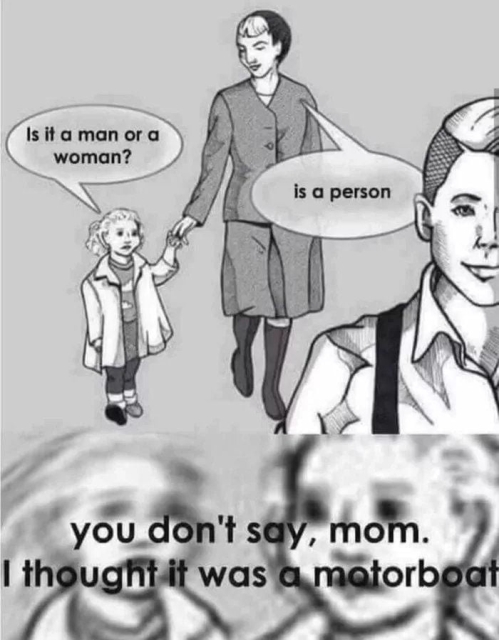 Is it a man or a
woman?
is a person
you don't say, mom.
I thought it was a motorboat